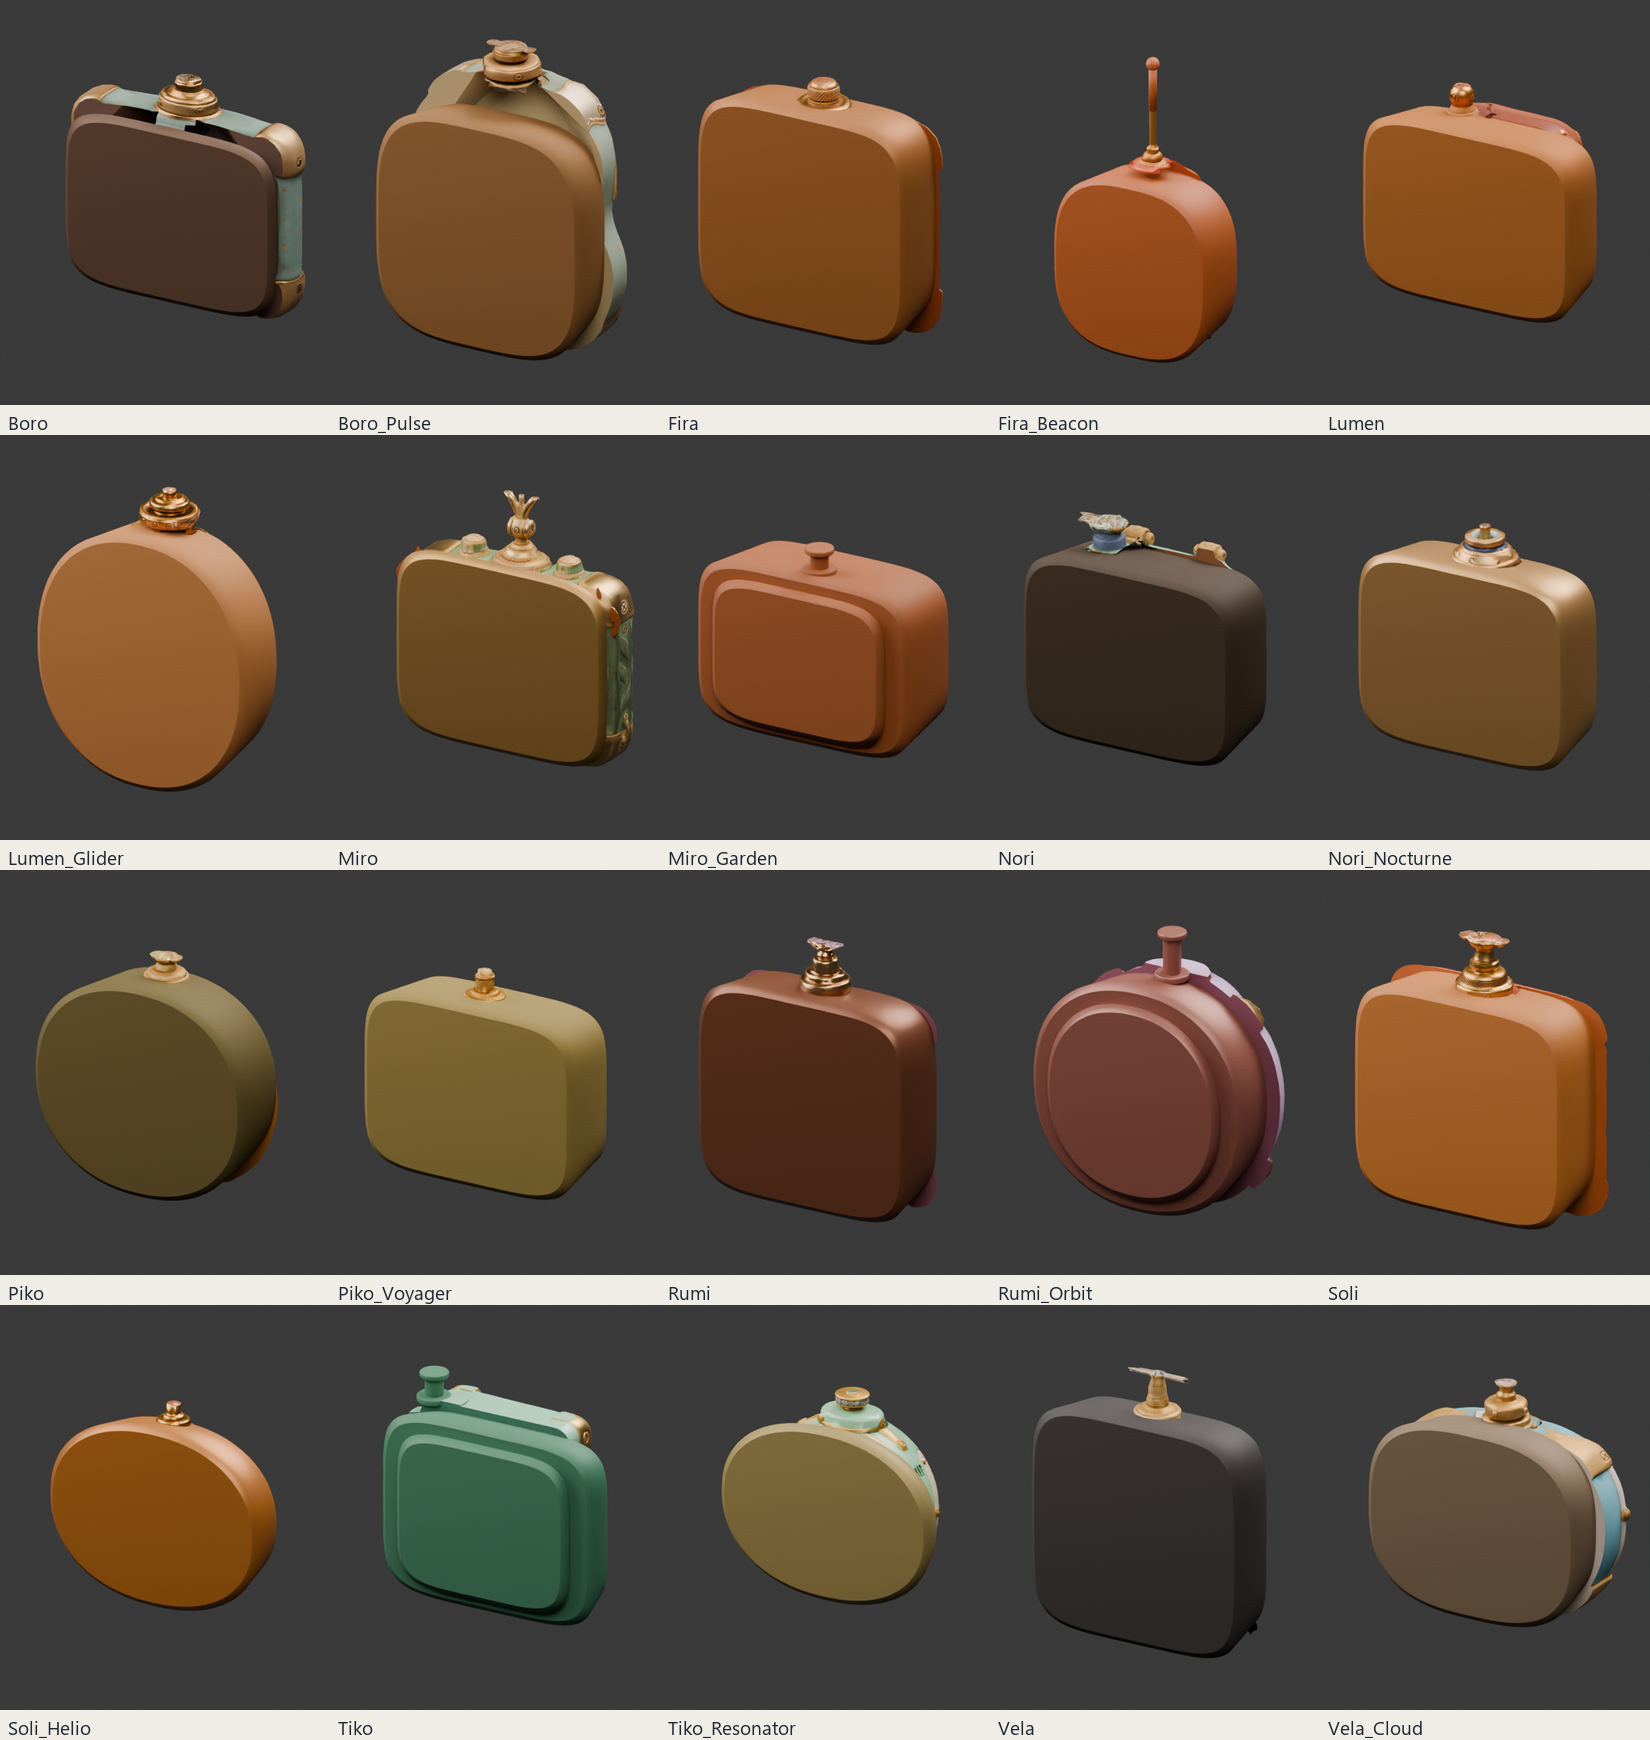 Boro
Boro_Pulse
Fira
Fira_Beacon
Lumen
Lumen_Glider
Miro
Miro_Garden
Nori
Nori_Nocturne
Piko
Piko_Voyager
Rumi
Rumi_Orbit
Soli
Soli_Helio
Tiko
Tiko_Resonator
Vela
Vela_Cloud